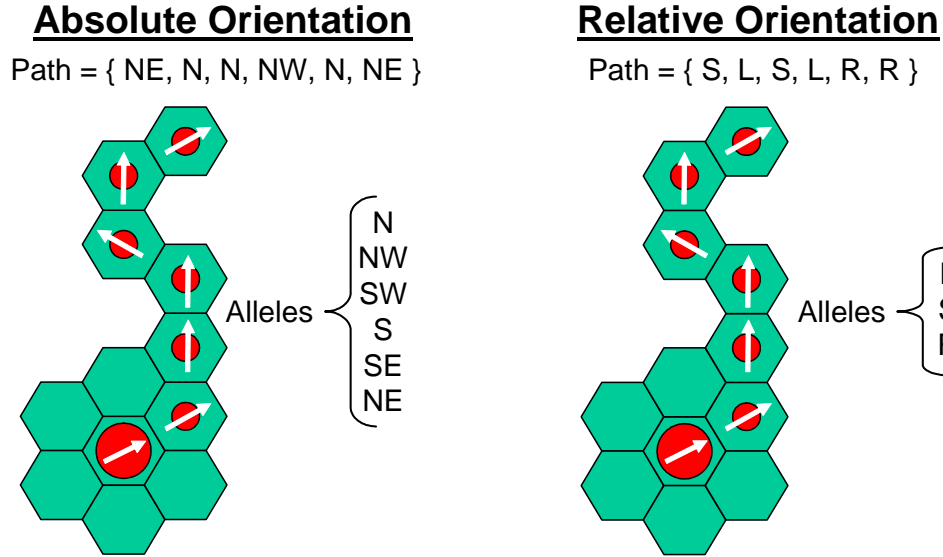 Absolute Orientation
Path = { NE, N, N, NW, N, NE }
Alleles
N
NW
SW
S
SE
NE
Relative Orientation
Path = { S, L, S, L, R, R }
Alleles